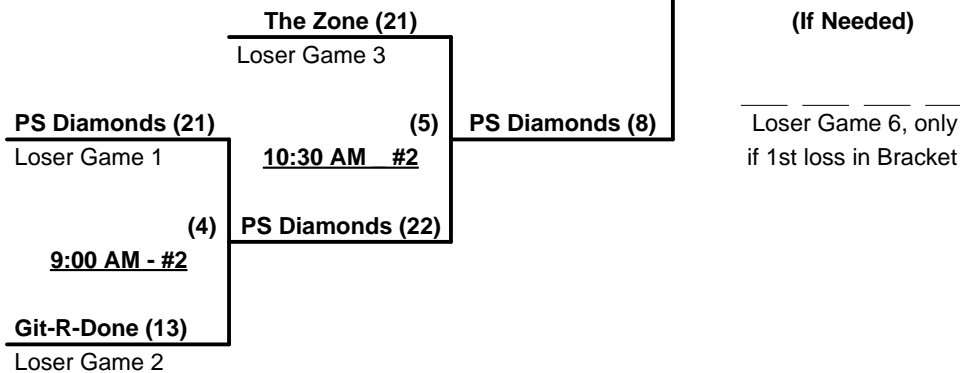 The Zone (21)
(If Needed)
Loser Game 3
PS Diamonds (21)
(5)
PS Diamonds (8)
Loser Game 6, only
Loser Game 1
10:30 AM _ #2
if 1st loss in Bracket
(4)
PS Diamonds (22)
9:00 AM - #2
Git-R-Done (13)
Loser Game 2